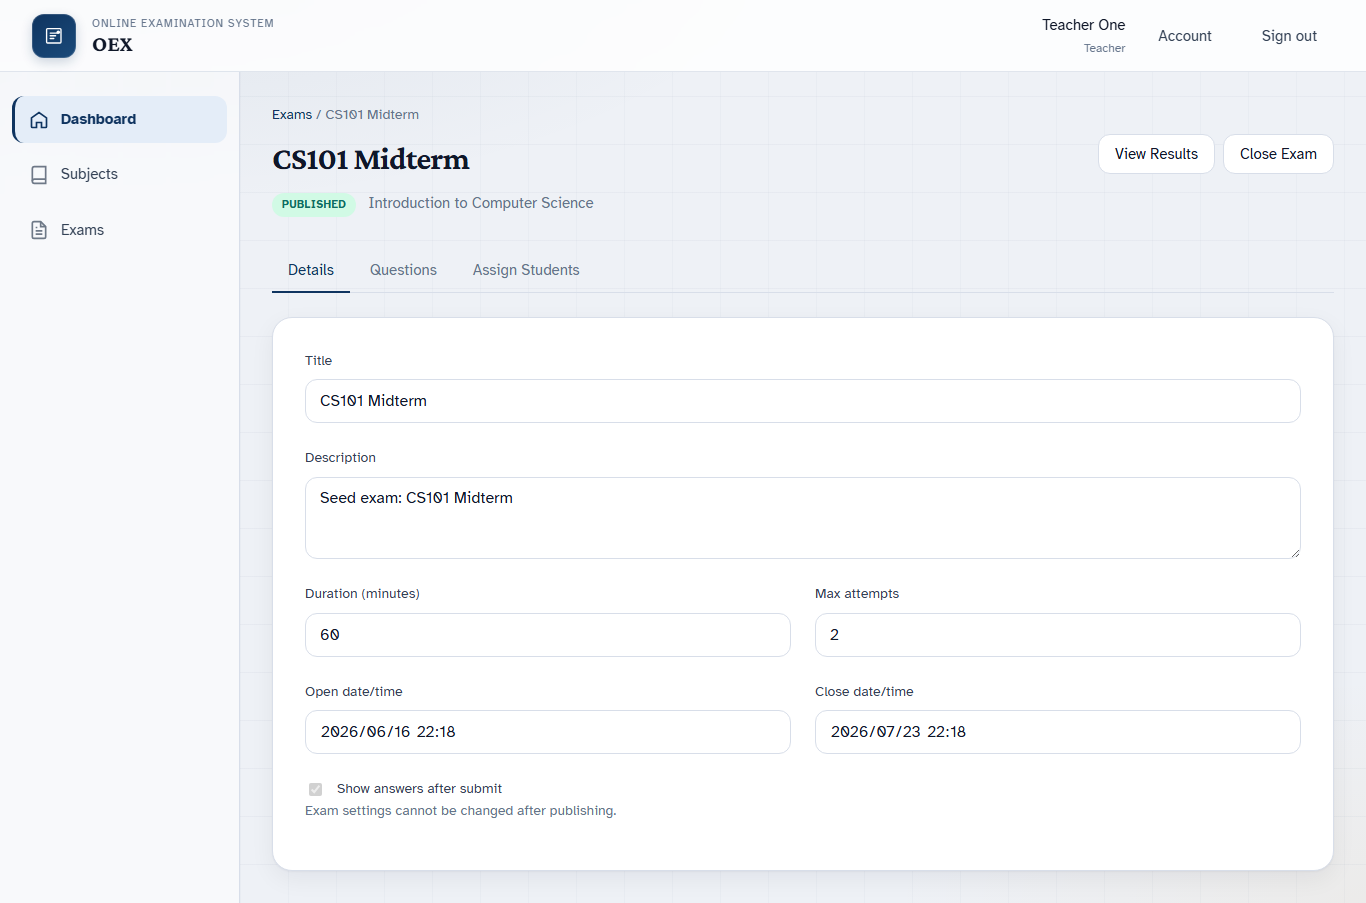 ONLINE EXAMINATION SYSTEM
OEX
Teacher One
Teacher
Account
Sign out
Dashboard
Subjects
Exams
Exams / CS101 Midterm
CS101 Midterm
View Results
Close Exam
PUBLISHED
Introduction to Computer Science
Details
Questions
Assign Students
Title
CS101 Midterm
Description
Seed exam: CS101 Midterm
Duration (minutes)
Max attempts
60
2
Open date/time
Close date/time
2026/06/16 22:18
2026/07/23 22:18
Show answers after submit
Exam settings cannot be changed after publishing.